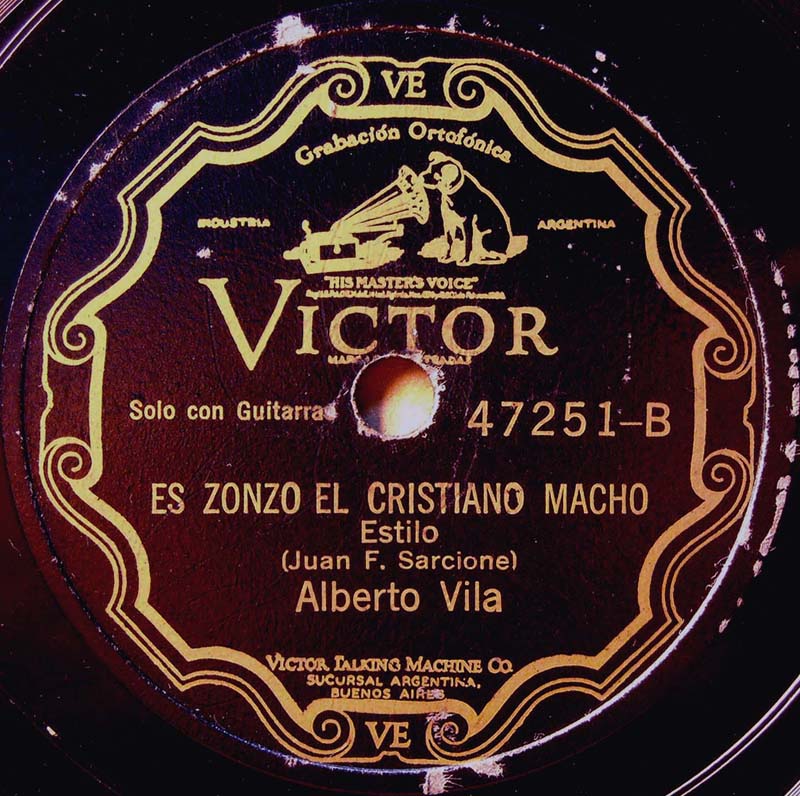 VE
Grabación Ortofónica
INDUSTRIA ARGENTINA
"HIS MASTER'S VOICE"
VICTOR
Solo con Guitarra 47251-B
ES ZONZO EL CRISTIANO MACHO
Estilo
(Juan F. Sarcione)
Alberto Vila
VICTOR TALKING MACHINE CO.
SUCURSAL ARGENTINA,
BUENOS AIRES
VE